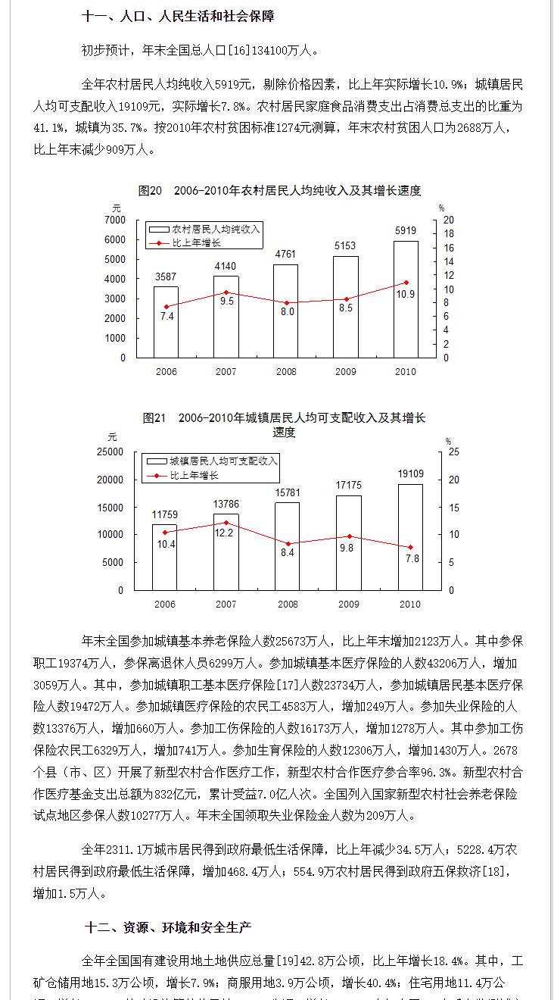 十一、人口、人民生活和社会保障
初步预计，年末全国总人口[16]134100万人。
全年农村居民人均纯收入5919元，剔除价格因素，比上年实际增长10.9%；城镇居民
人均可支配收入19109元，实际增长7.8%。农村居民家庭食品消费支出占消费总支出的比重为
41.1%，城镇为35.7%。按2010年农村贫困标准1274元测算，年末农村贫困人口为2688万人，
比上年末减少909万人。
图20 2006-2010年农村居民人均纯收入及其增长速度
元 %
7000 20
6000 18
5000 16
4000 14
3000 12
2000 10
1000 8
0 6
4
2
0
农村居民人均纯收入
比上年增长
3587 4140 4761 5153 5919
7.4 9.5 8.0 8.5 10.9
2006 2007 2008 2009 2010
图21 2006-2010年城镇居民人均可支配收入及其增长
速度
元 %
25000 25
20000 20
15000 15
10000 10
5000 5
0 0
城镇居民人均可支配收入
比上年增长
11759 13786 15781 17175 19109
10.4 12.2 8.4 9.8 7.8
2006 2007 2008 2009 2010
年末全国参加城镇基本养老保险人数25673万人，比上年末增加2123万人。其中参保
职工19374万人，参保离退休人员6299万人。参加城镇基本医疗保险的人数43206万人，增加
3059万人。其中，参加城镇职工基本医疗保险[17]人数23734万人，参加城镇居民基本医疗保
险人数19472万人。参加城镇医疗保险的农民工4583万人，增加249万人。参加失业保险的人
数13376万人，增加660万人。参加工伤保险的人数16173万人，增加1278万人。其中参加工伤
保险农民工6329万人，增加741万人。参加生育保险的人数12306万人，增加1430万人。2678
个县（市、区）开展了新型农村合作医疗工作，新型农村合作医疗参合率96.3%。新型农村合
作医疗基金支出总额为832亿元，累计受益7.0亿人次。全国列入国家新型农村社会养老保险
试点地区参保人数10277万人。年末全国领取失业保险金人数为209万人。
全年2311.1万城市居民得到政府最低生活保障，比上年减少34.5万人；5228.4万农
村居民得到政府最低生活保障，增加468.4万人；554.9万农村居民得到政府五保救济[18]，
增加1.5万人。
十二、资源、环境和安全生产
全年全国国有建设用地土地供应总量[19]42.8万公顷，比上年增长18.4%。其中，工
矿仓储用地15.3万公顷，增长7.9%；商服用地3.9万公顷，增长40.4%；住宅用地11.4万公